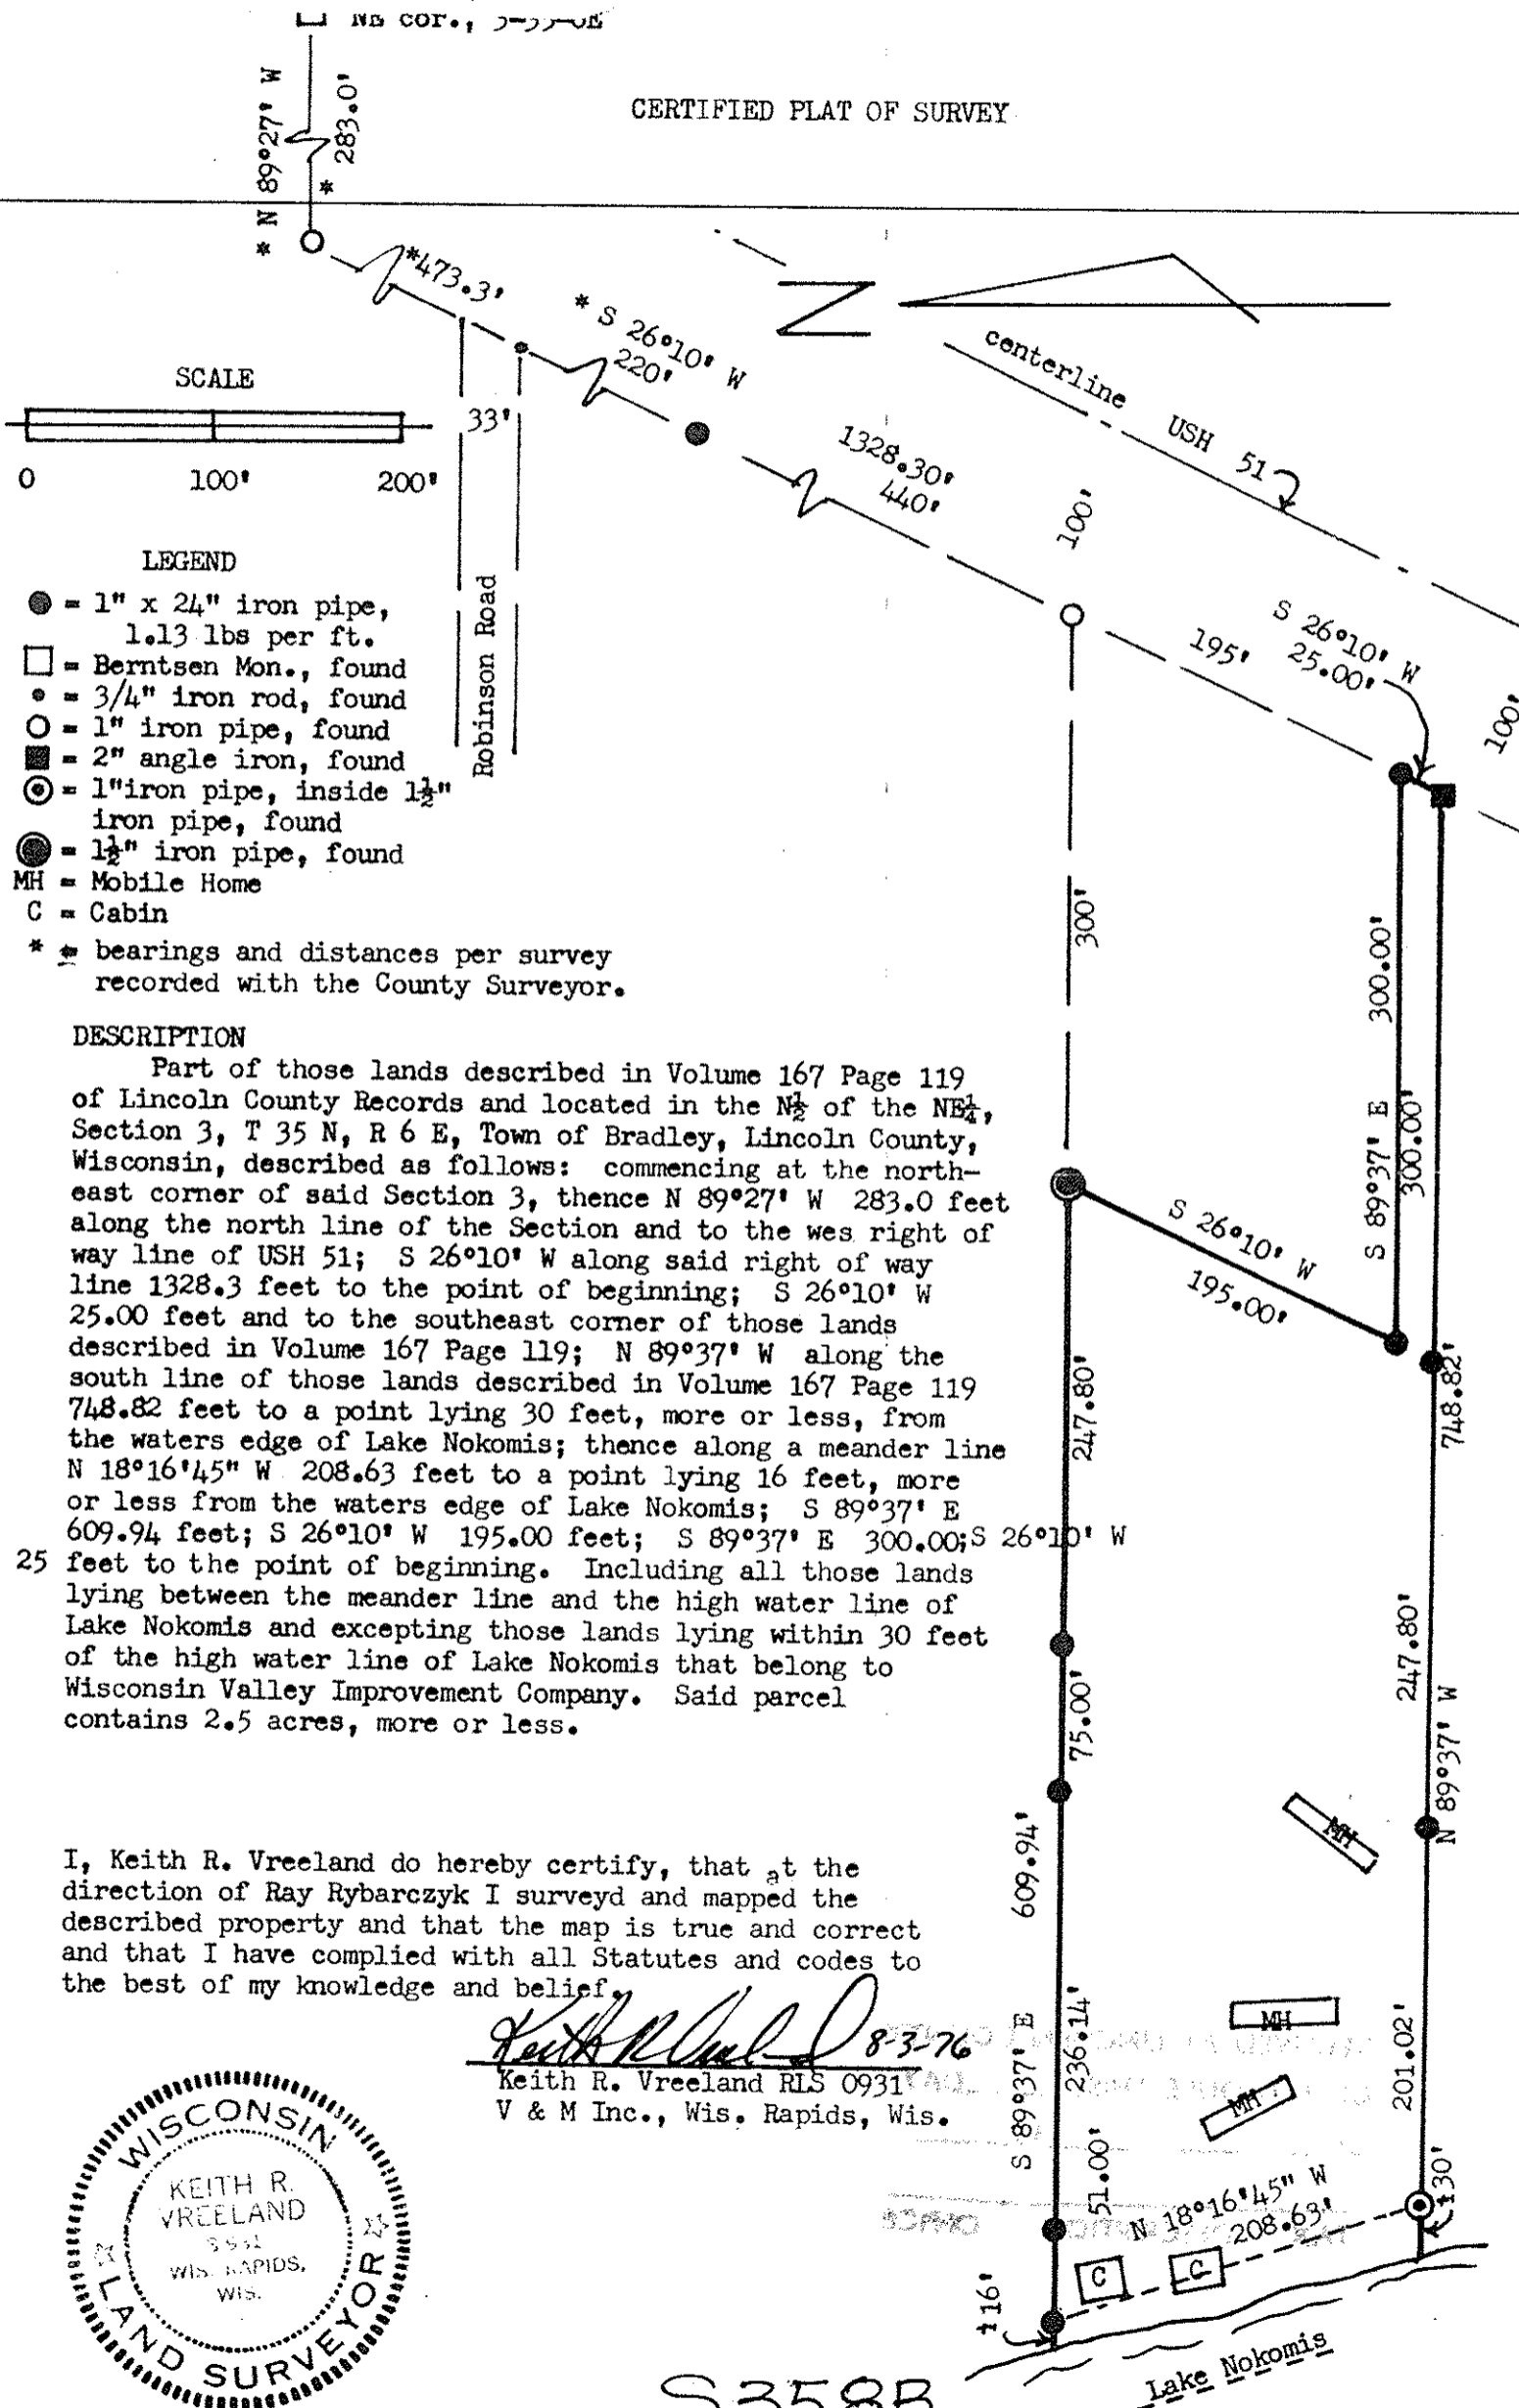 NE cor., 3-35-6E
CERTIFIED PLAT OF SURVEY
* N 89°27' W
283.0'
*
*473.3'
* S 26°10' W
220'
1328.30'
440'
N
centerline USH 51
100'
195'
S 26°10' W
25.00'
100'
SCALE
0 100' 200'
33'
Robinson Road
LEGEND
= 1" x 24" iron pipe,
1.13 lbs per ft.
= Berntsen Mon., found
= 3/4" iron rod, found
= 1" iron pipe, found
= 2" angle iron, found
= 1"iron pipe, inside 1½"
iron pipe, found
= 1½" iron pipe, found
MH = Mobile Home
C = Cabin
* = bearings and distances per survey
recorded with the County Surveyor.
300'
S 89°37' E 300.00'
300.00'
S 26°10' W
195.00'
247.80'
748.82'
75.00'
247.80'
N 89°37' W
609.94'
S 89°37' E
236.14'
51.00'
201.02'
MH
MH
MH
N 18°16'45" W
208.63'
C
C
±30'
±16'
Lake Nokomis
DESCRIPTION
Part of those lands described in Volume 167 Page 119
of Lincoln County Records and located in the N½ of the NE¼,
Section 3, T 35 N, R 6 E, Town of Bradley, Lincoln County,
Wisconsin, described as follows: commencing at the north-
east corner of said Section 3, thence N 89°27' W 283.0 feet
along the north line of the Section and to the wes right of
way line of USH 51; S 26°10' W along said right of way
line 1328.3 feet to the point of beginning; S 26°10' W
25.00 feet and to the southeast corner of those lands
described in Volume 167 Page 119; N 89°37' W along the
south line of those lands described in Volume 167 Page 119
748.82 feet to a point lying 30 feet, more or less, from
the waters edge of Lake Nokomis; thence along a meander line
N 18°16'45" W 208.63 feet to a point lying 16 feet, more
or less from the waters edge of Lake Nokomis; S 89°37' E
609.94 feet; S 26°10' W 195.00 feet; S 89°37' E 300.00;S 26°10' W
25 feet to the point of beginning. Including all those lands
lying between the meander line and the high water line of
Lake Nokomis and excepting those lands lying within 30 feet
of the high water line of Lake Nokomis that belong to
Wisconsin Valley Improvement Company. Said parcel
contains 2.5 acres, more or less.
I, Keith R. Vreeland do hereby certify, that at the
direction of Ray Rybarczyk I surveyd and mapped the
described property and that the map is true and correct
and that I have complied with all Statutes and codes to
the best of my knowledge and belief.
Keith R Vreeland 8-3-76
Keith R. Vreeland RLS 0931
V & M Inc., Wis. Rapids, Wis.
WISCONSIN
KEITH R.
VREELAND
WIS. RAPIDS,
WIS.
LAND SURVEYOR
S358B